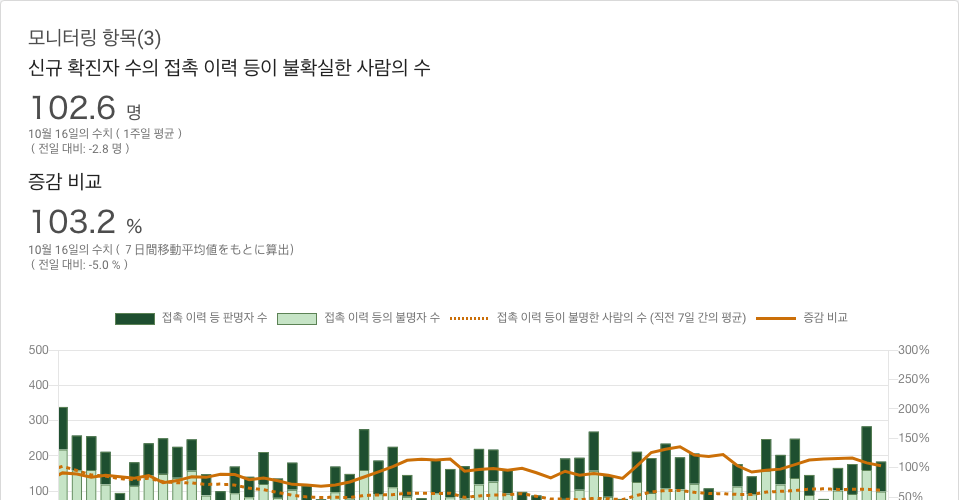 모니터링 항목(3)
신규 확진자 수의 접촉 이력 등이 불확실한 사람의 수
102.6 명
10월 16일의 수치 ( 1주일 평균 )
( 전일 대비: -2.8 명 )
증감 비교
103.2 %
10월 16일의 수치 ( ７日間移動平均値をもとに算出)
( 전일 대비: -5.0 % )
접촉 이력 등 판명자 수 접촉 이력 등의 불명자 수 접촉 이력 등이 불명한 사람의 수 (직전 7일 간의 평균) 증감 비교
500 300%
250%
400
200%
300
150%
200
100%
100
50%